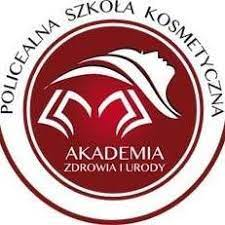 POLICEALNA SZKOŁA KOSMETYCZNA
AKADEMIA
ZDROWIA I URODY